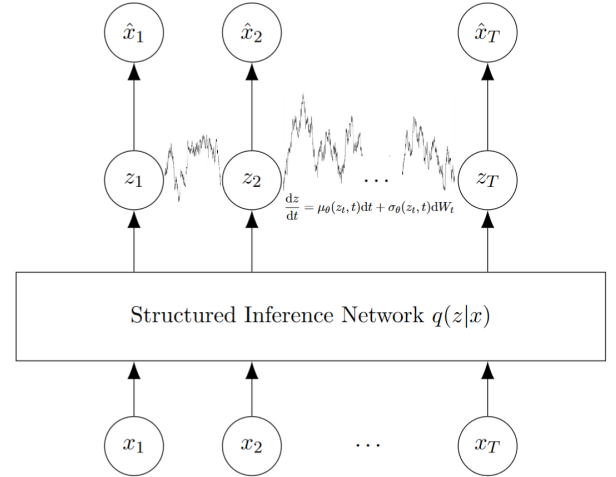 x̂₁ x̂₂ x̂_T
z₁ z₂ ... z_T
dz/dt = μ_θ(z_t, t)dt + σ_θ(z_t, t)dW_t
Structured Inference Network q(z|x)
x₁ x₂ ... x_T